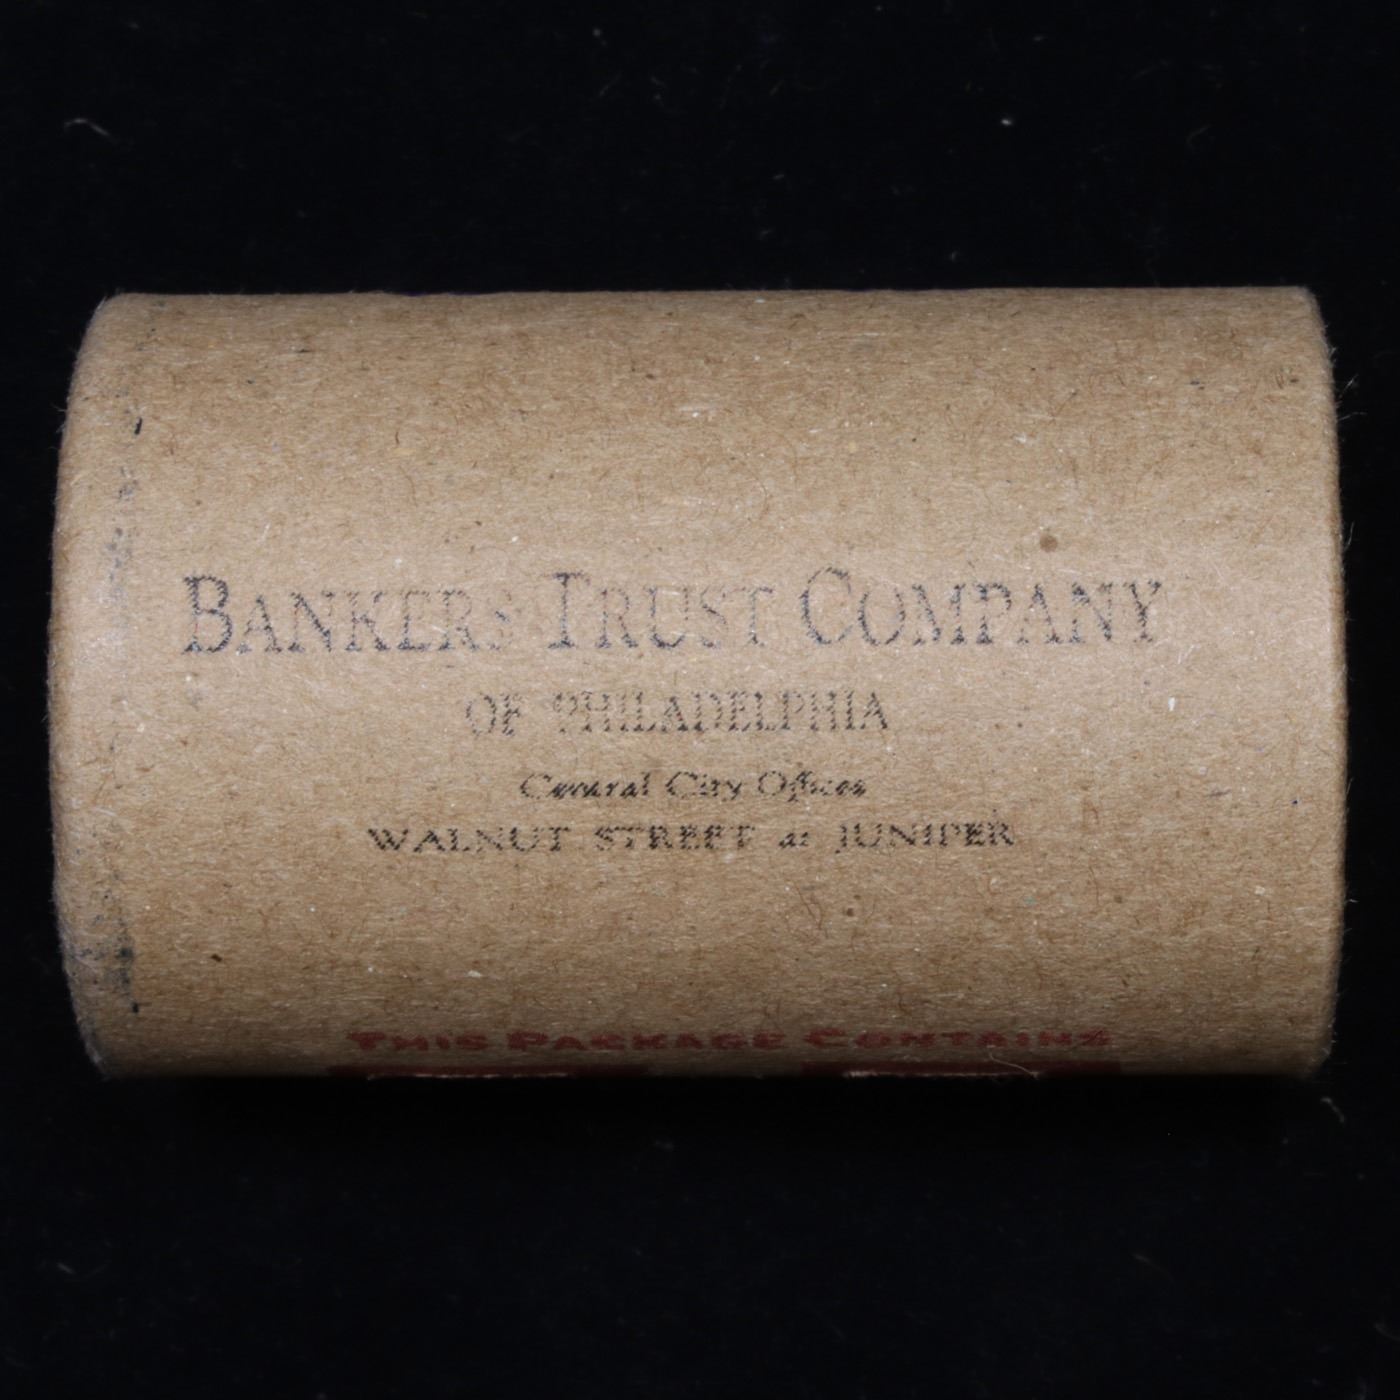 BANKERS TRUST COMPANY
OF PHILADELPHIA
Central City Offices
WALNUT STREET at JUNIPER
THIS PACKAGE CONTAINS